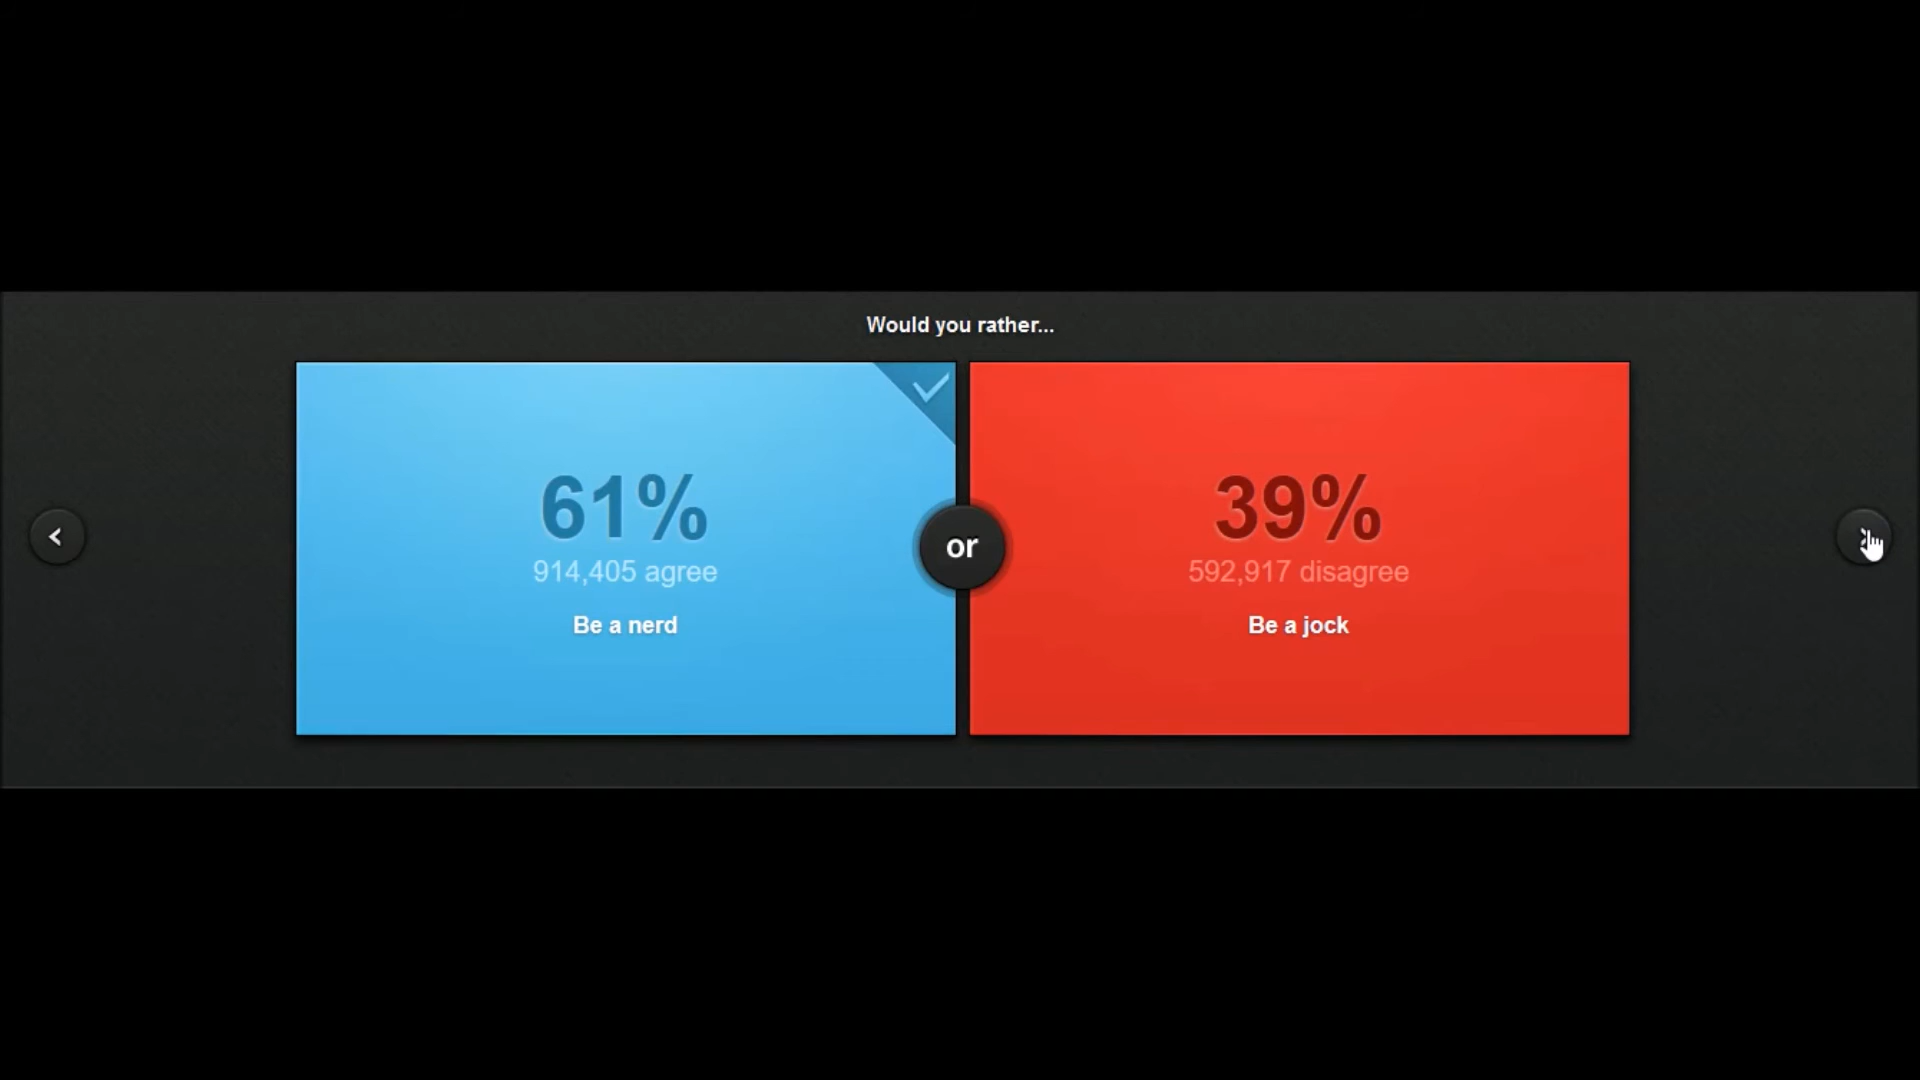 Would you rather...
61%
914,405 agree
Be a nerd
or
39%
592,917 disagree
Be a jock